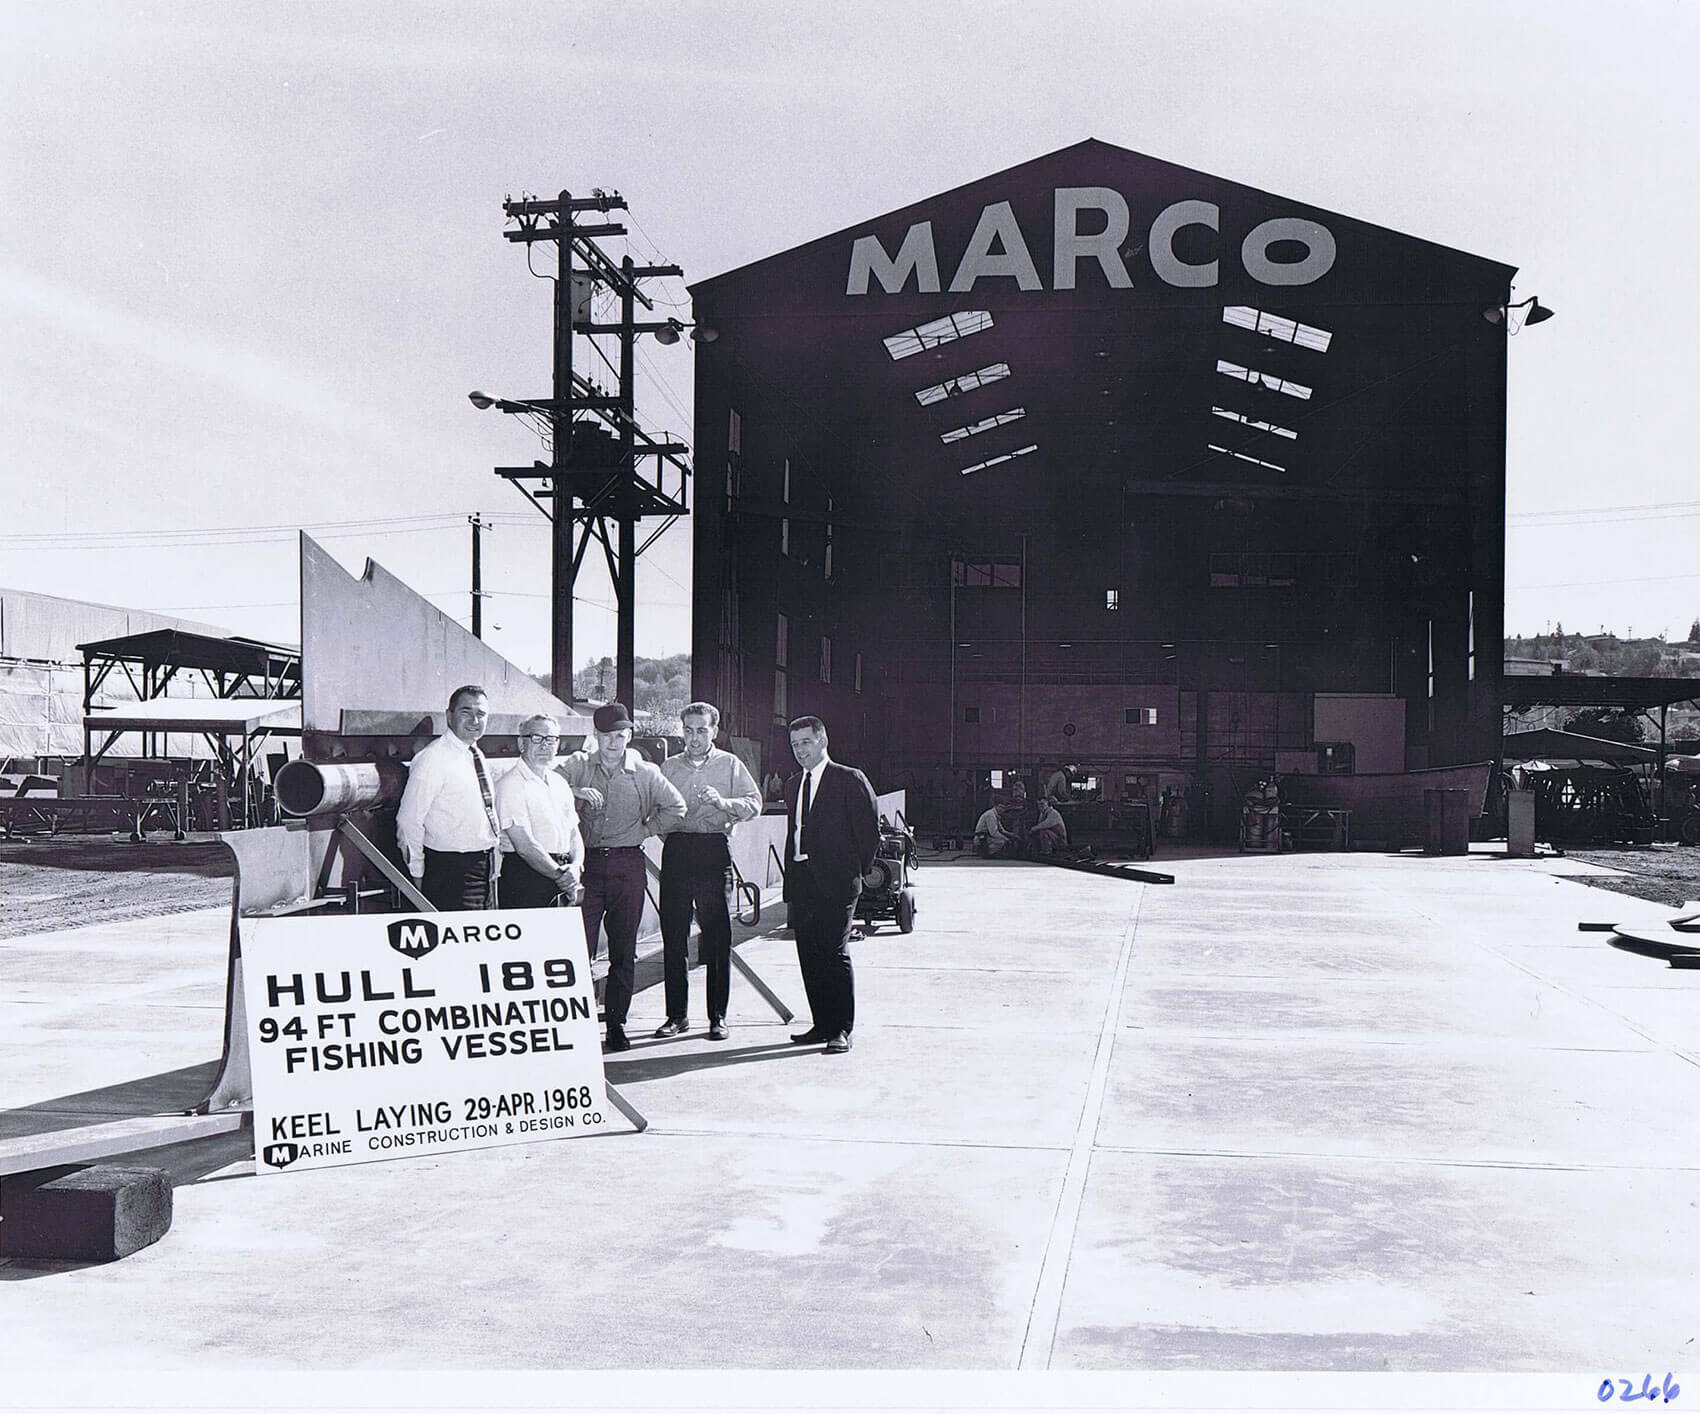 MARCO
MARCO
HULL 189
94 FT COMBINATION
FISHING VESSEL
KEEL LAYING 29-APR.1968
MARINE CONSTRUCTION & DESIGN CO.
0266